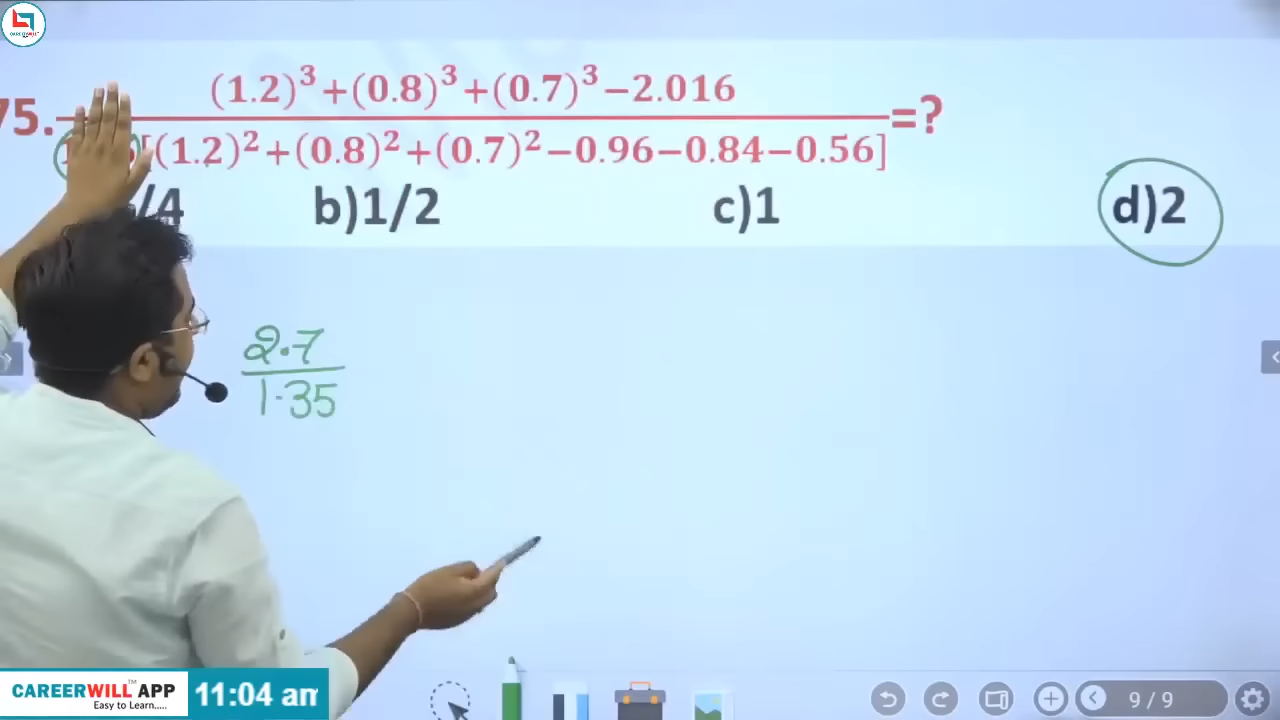 CAREERWILL
75. (1.2)³+(0.8)³+(0.7)³−2.016
[(1.2)²+(0.8)²+(0.7)²−0.96−0.84−0.56] =?
/4 b)1/2 c)1 d)2
2.7
1.35
CAREERWILL™ APP
Easy to Learn.....
11:04 am
9 / 9